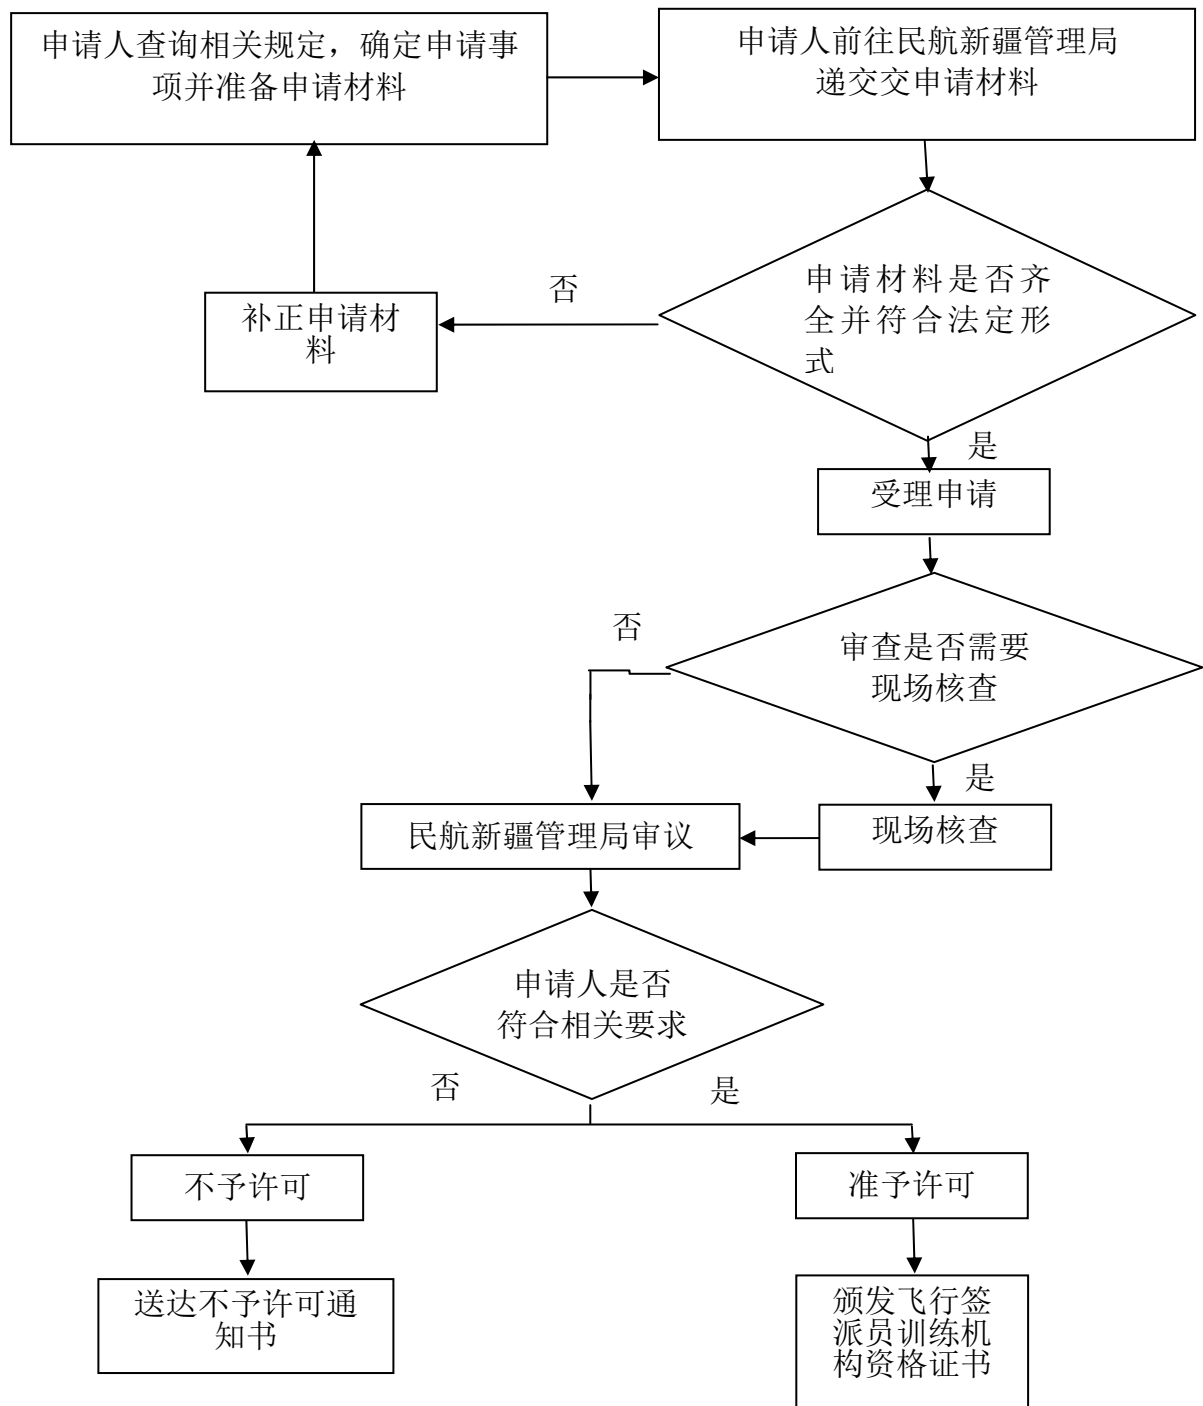 申请人查询相关规定，确定申请事
项并准备申请材料
申请人前往民航新疆管理局
递交交申请材料
申请材料是否齐
全并符合法定形
式
否
补正申请材
料
是
受理申请
审查是否需要
现场核查
否
是
现场核查
民航新疆管理局审议
申请人是否
符合相关要求
否
是
不予许可
准予许可
送达不予许可通
知书
颁发飞行签
派员训练机
构资格证书